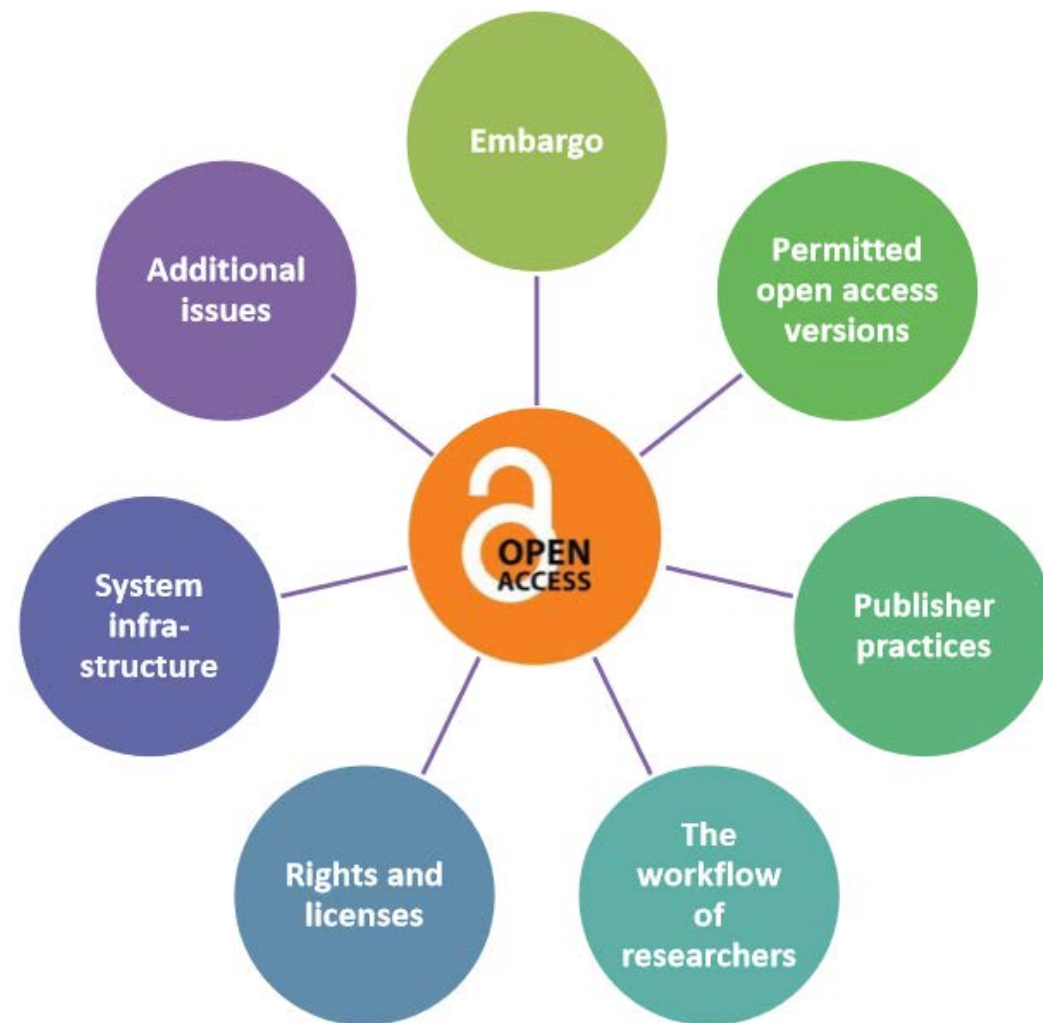 Embargo
Permitted
open access
versions
Publisher
practices
The
workflow
of
researchers
Rights and
licenses
System
infra-
structure
Additional
issues
OPEN
ACCESS